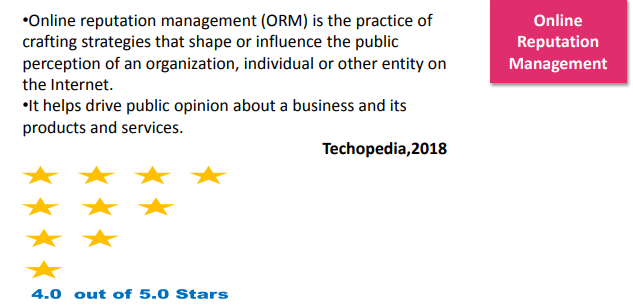 •Online reputation management (ORM) is the practice of
crafting strategies that shape or influence the public
perception of an organization, individual or other entity on
the Internet.
•It helps drive public opinion about a business and its
products and services.
Techopedia,2018
Online
Reputation
Management
4.0 out of 5.0 Stars